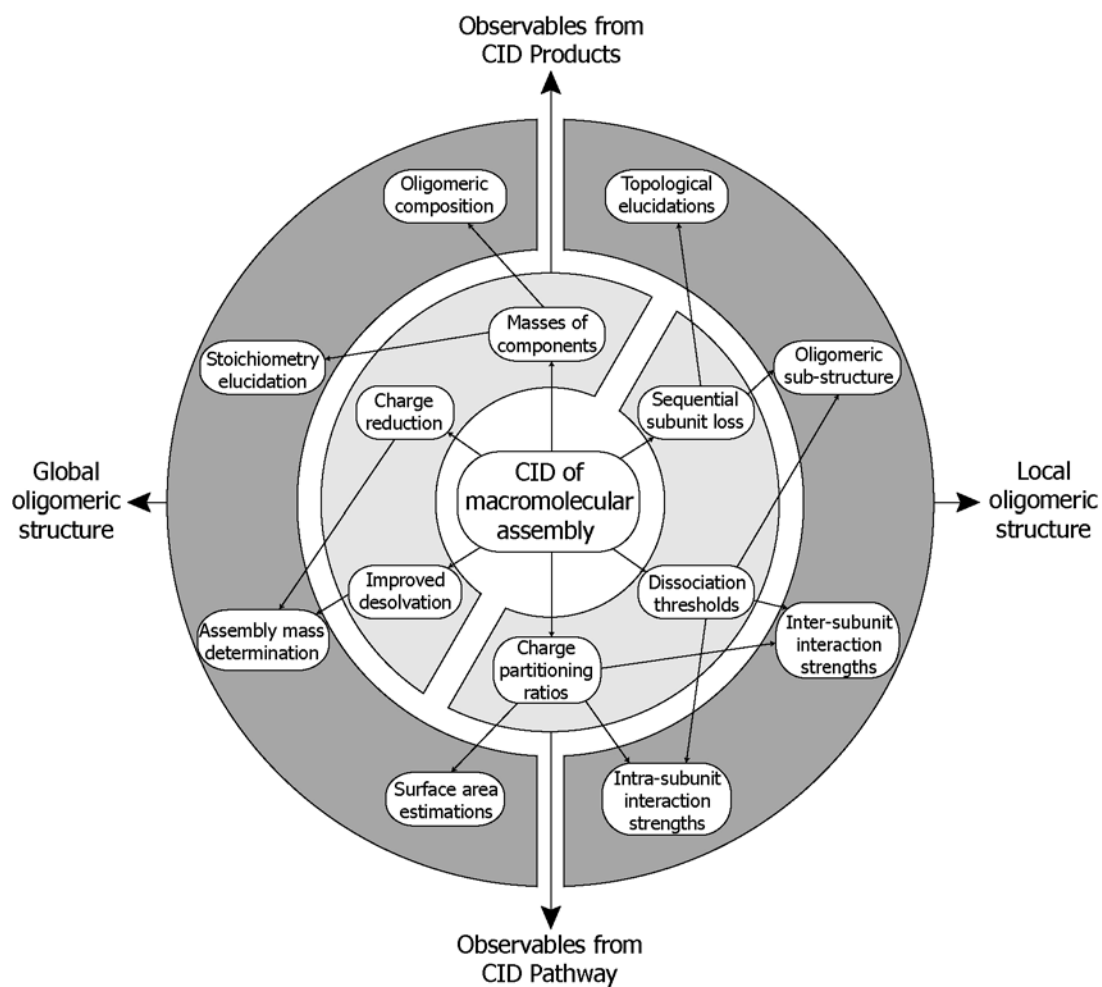 Observables from
CID Products
Oligomeric
composition
Topological
elucidations
Masses of
components
Stoichiometry
elucidation
Oligomeric
sub-structure
Charge
reduction
Sequential
subunit loss
Global
oligomeric
structure
CID of
macromolecular
assembly
Local
oligomeric
structure
Improved
desolvation
Dissociation
thresholds
Assembly mass
determination
Inter-subunit
interaction
strengths
Charge
partitioning
ratios
Surface area
estimations
Intra-subunit
interaction
strengths
Observables from
CID Pathway